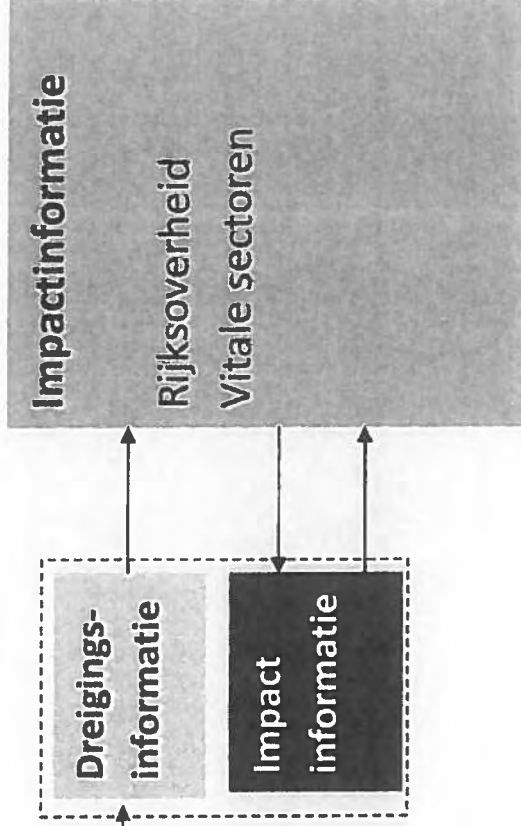 Impactinformatie
Rijksoverheid
Vitale sectoren
Dreigings-
informatie
Impact
informatie